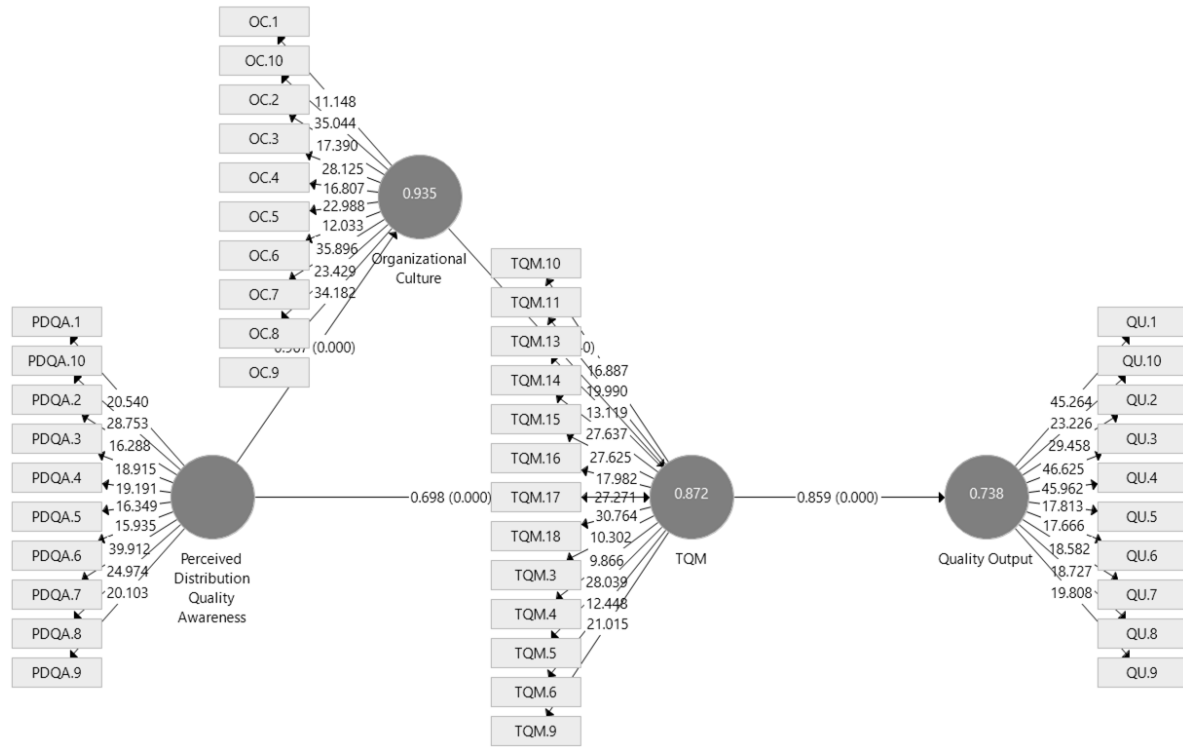 OC.1
OC.10
OC.2
OC.3
OC.4
OC.5
OC.6
OC.7
OC.8
OC.9
11.148
35.044
17.390
28.125
16.807
22.988
12.033
35.896
23.429
34.182
0.935
Organizational
Culture
(0.000)
PDQA.1
PDQA.10
PDQA.2
PDQA.3
PDQA.4
PDQA.5
PDQA.6
PDQA.7
PDQA.8
PDQA.9
20.540
28.753
16.288
18.915
19.191
16.349
15.935
39.912
24.974
20.103
Perceived
Distribution
Quality
Awareness
0.698 (0.000)
TQM.10
TQM.11
TQM.13
TQM.14
TQM.15
TQM.16
TQM.17
TQM.18
TQM.3
TQM.4
TQM.5
TQM.6
TQM.9
16.887
19.990
13.119
27.637
27.625
17.982
27.271
30.764
10.302
9.866
28.039
12.448
21.015
0.872
TQM
0.859 (0.000)
0.738
Quality Output
45.264
23.226
29.458
46.625
45.962
17.813
17.666
18.582
18.727
19.808
QU.1
QU.10
QU.2
QU.3
QU.4
QU.5
QU.6
QU.7
QU.8
QU.9